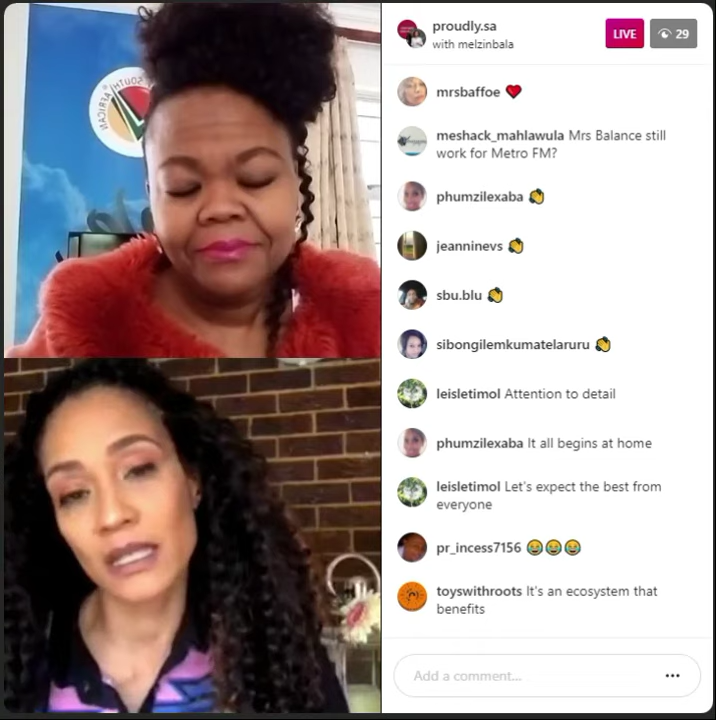 SOUTH AFRICAN
proudly.sa
with melzinbala
LIVE
29
mrsbaffoe ❤️
meshack_mahlawula Mrs Balance still
work for Metro FM?
phumzilexaba 👏
jeanninevs 👏
sbu.blu 👏
sibongilemkumatelaruru 👏
leisletimol Attention to detail
phumzilexaba It all begins at home
leisletimol Let's expect the best from
everyone
pr_incess7156 😂😂😂
toyswithroots It's an ecosystem that
benefits
Add a comment...